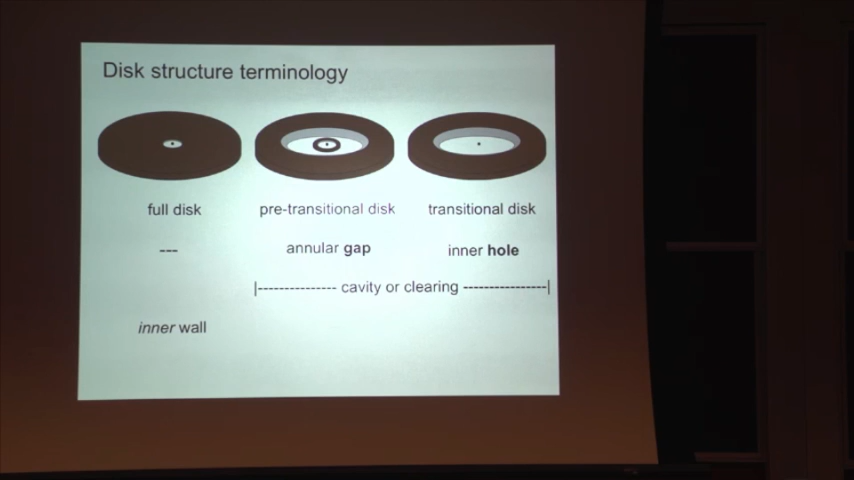 Disk structure terminology
full disk pre-transitional disk transitional disk
--- annular gap inner hole
|--------------- cavity or clearing ----------------|
inner wall